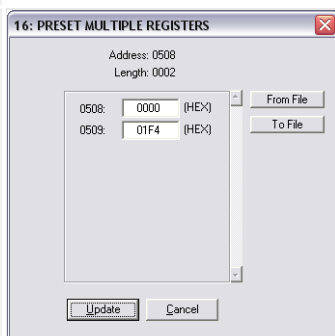 16: PRESET MULTIPLE REGISTERS
Address: 0508
Length: 0002
0508: 0000 (HEX)
0509: 01F4 (HEX)
From File
To File
Update Cancel